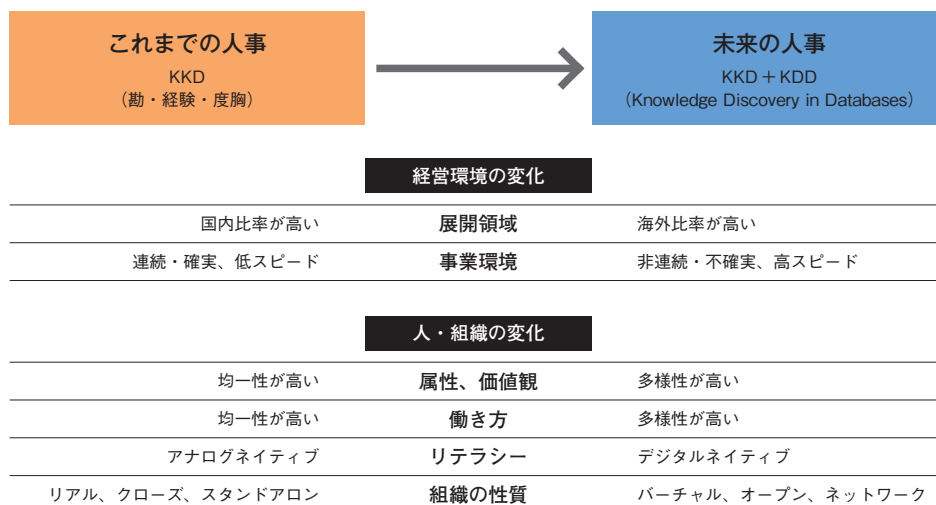 これまでの人事
KKD
（勘・経験・度胸）
未来の人事
KKD＋KDD
（Knowledge Discovery in Databases）
経営環境の変化
国内比率が高い 展開領域 海外比率が高い
連続・確実、低スピード 事業環境 非連続・不確実、高スピード
人・組織の変化
均一性が高い 属性、価値観 多様性が高い
均一性が高い 働き方 多様性が高い
アナログネイティブ リテラシー デジタルネイティブ
リアル、クローズ、スタンドアロン 組織の性質 バーチャル、オープン、ネットワーク